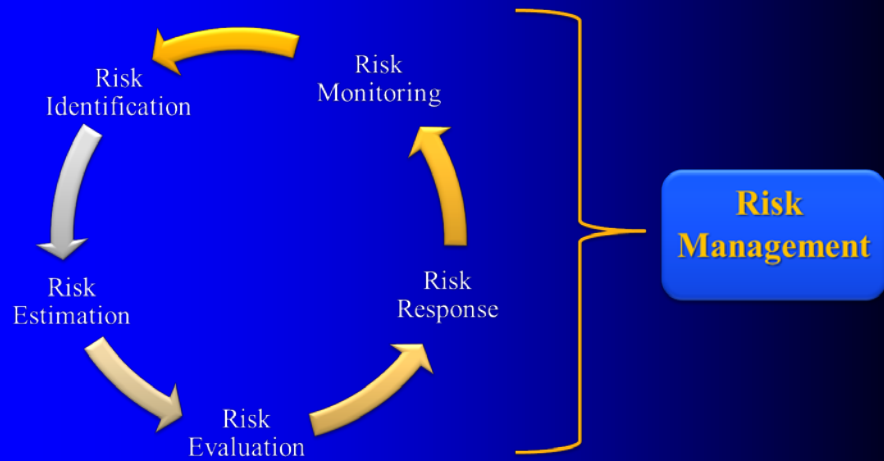 Risk
Identification
Risk
Estimation
Risk
Evaluation
Risk
Response
Risk
Monitoring
Risk
Management